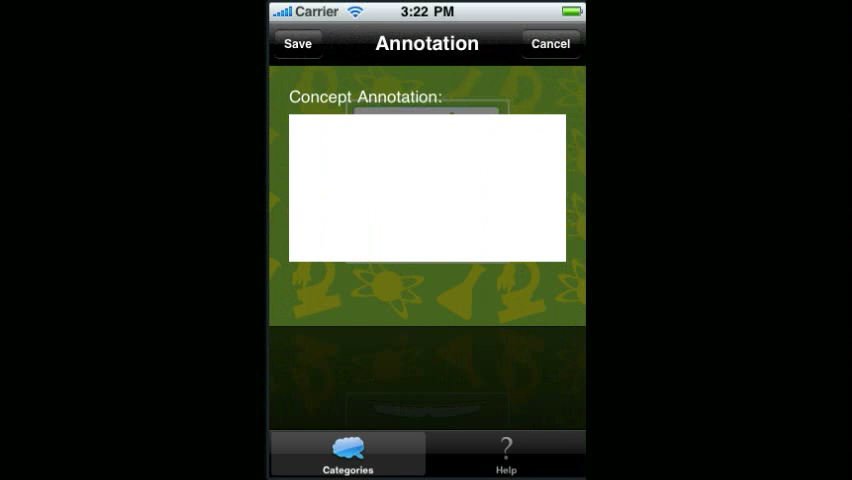 Carrier 3:22 PM
Save Annotation Cancel
Concept Annotation:
Categories ? Help